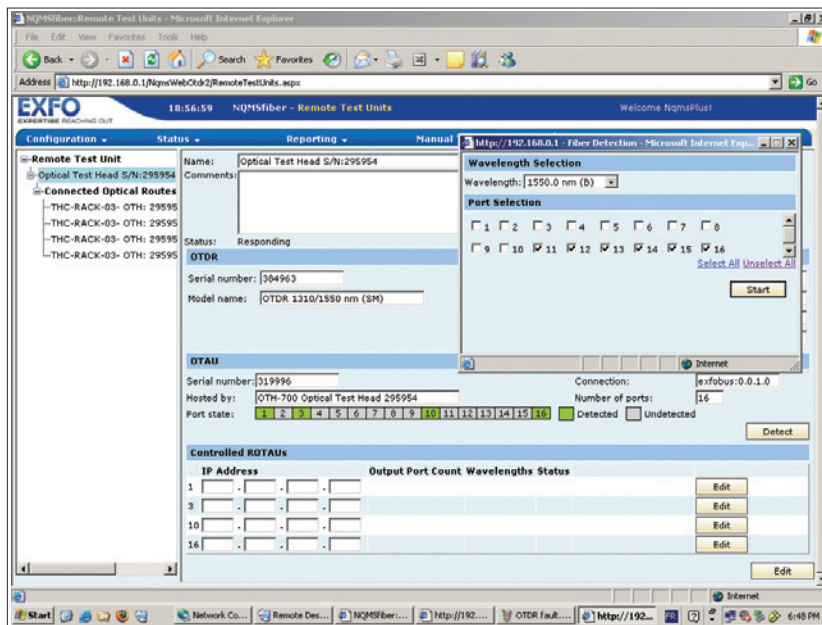 NQMSfiber::Remote Test Units - Microsoft Internet Explorer
File Edit View Favorites Tools Help
Back Search Favorites
Address http://192.168.0.1/NqmsWebOtdr2/RemoteTestUnits.aspx Go
EXFO
EXPERTISE REACHING OUT
18:56:59 NQMSfiber - Remote Test Units Welcome NqmsPlus!
Configuration Status Reporting Manual
http://192.168.0.1 - Fiber Detection - Microsoft Internet Exp...
Wavelength Selection
Wavelength: 1550.0 nm (B)
Port Selection
1 2 3 4 5 6 7 8
9 10 11 12 13 14 15 16
Select All Unselect All
Start
Internet
Remote Test Unit
Optical Test Head S/N:295954
Connected Optical Routes
THC-RACK-03- OTH: 29595
THC-RACK-03- OTH: 29595
THC-RACK-03- OTH: 29595
THC-RACK-03- OTH: 29595
Name: Optical Test Head S/N:295954
Comments:
Status: Responding
OTDR
Serial number: 384963
Model name: OTDR 1310/1550 nm (SM)
OTAU
Serial number: 319996 Connection: exfobus:0.0.1.0
Hosted by: OTH-700 Optical Test Head 295954 Number of ports: 16
Port state: 1 2 3 4 5 6 7 8 9 10 11 12 13 14 15 16 Detected Undetected
Detect
Controlled ROTAUs
IP Address Output Port Count Wavelengths Status
1 . . . Edit
3 . . . Edit
10 . . . Edit
16 . . . Edit
Edit
Internet
Start Network Co... Remote Des... NQMSfiber:... http://192.... OTDR fault.... http://192... FR 6:48 PM